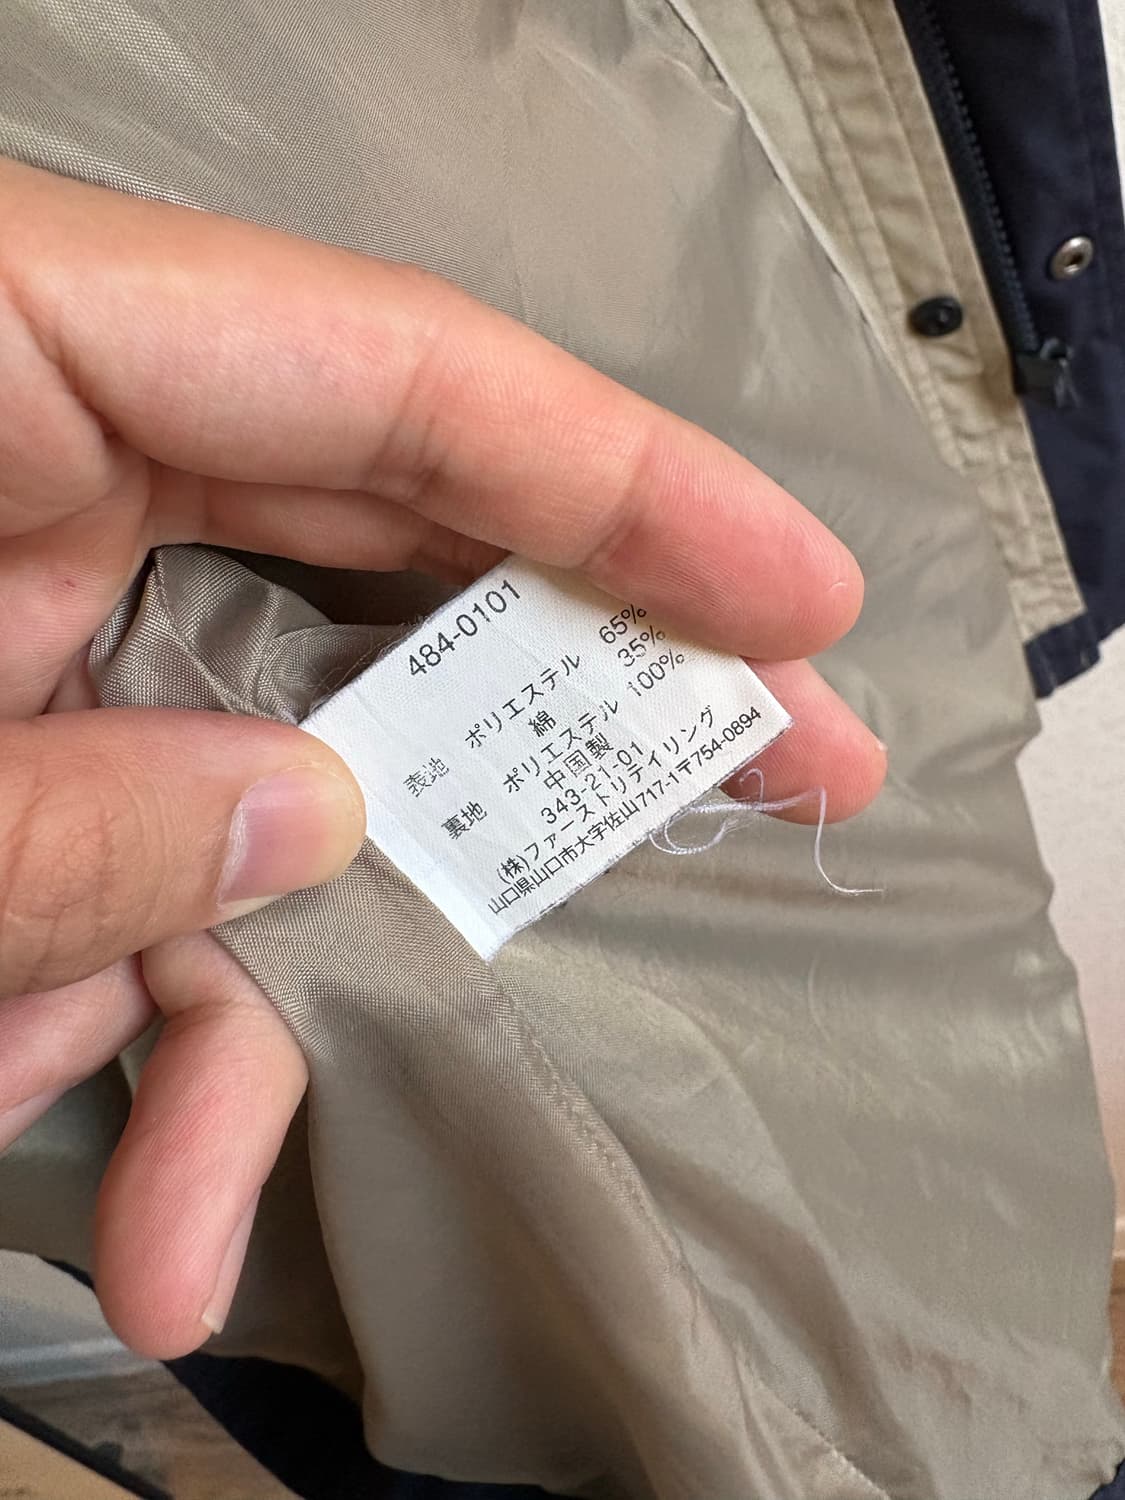 484-0101
表地 ポリエステル 65%
綿 35%
裏地 ポリエステル 100%
中国製
343-21-01
(株)ファーストリテイリング
山口県山口市大字佐山717-1〒754-0894